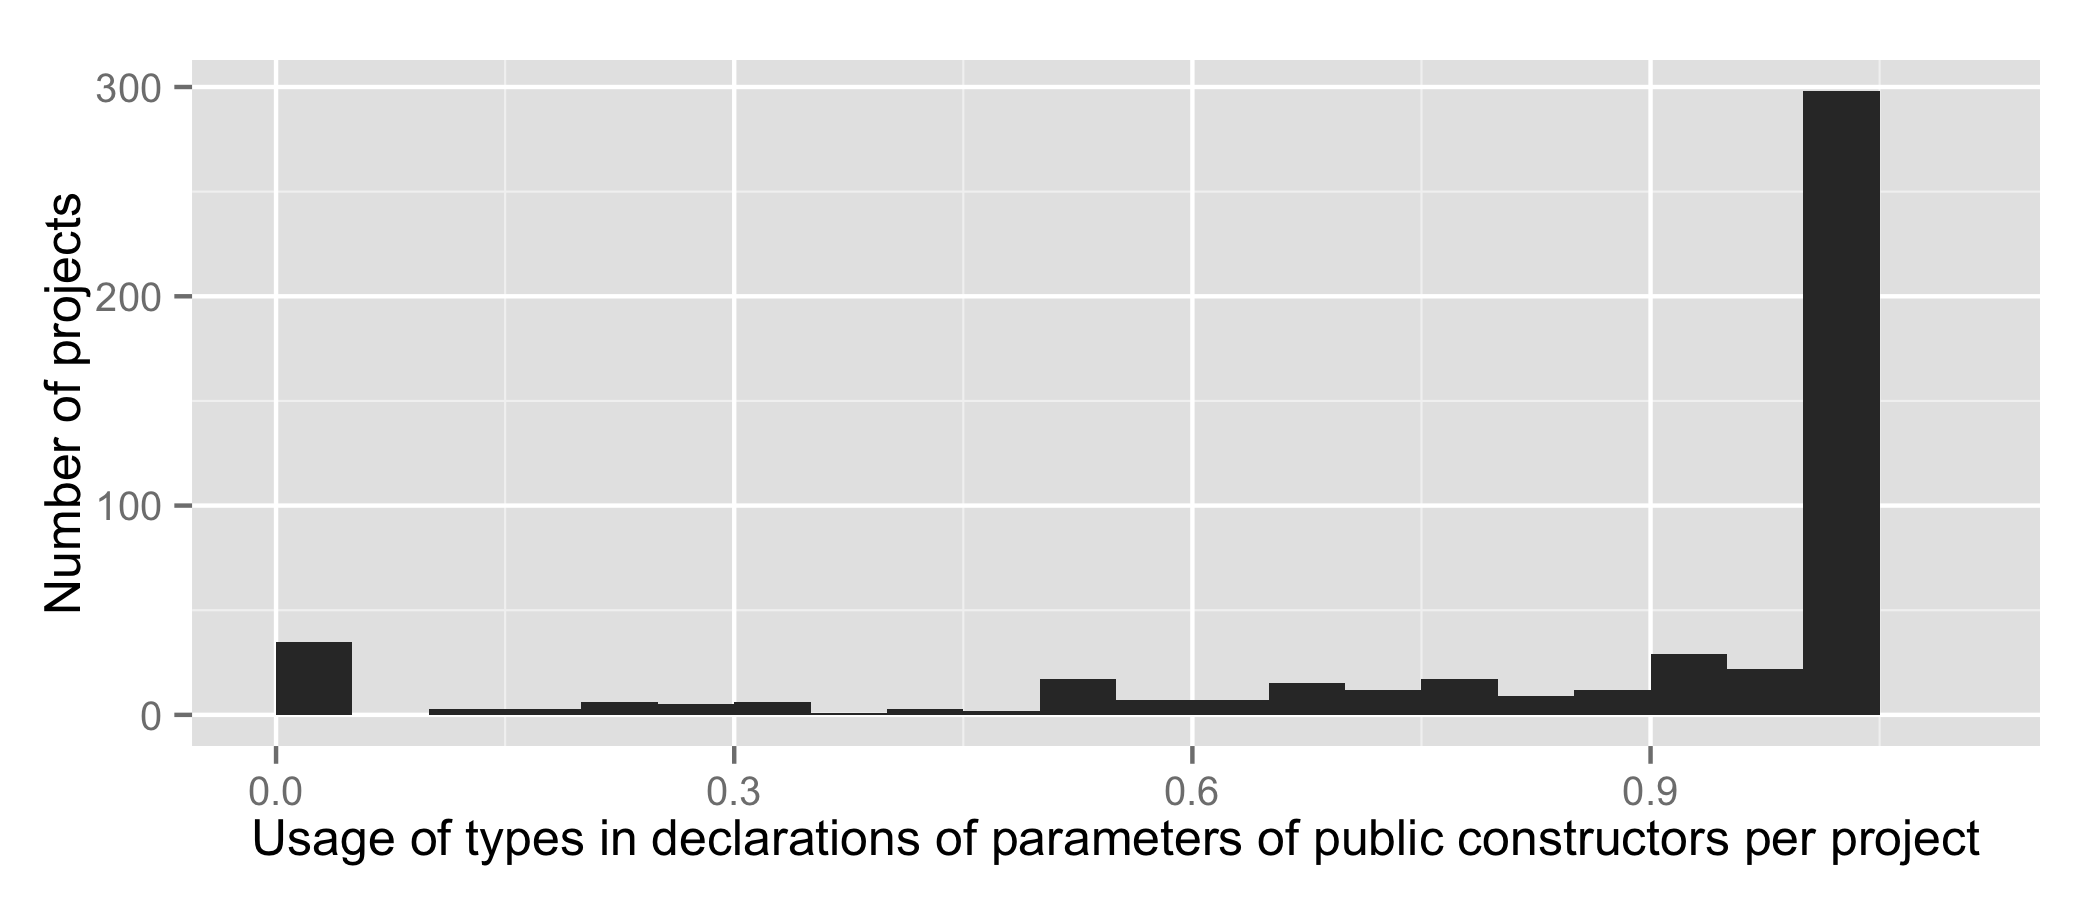 Number of projects
300
200
100
0
0.0 0.3 0.6 0.9
Usage of types in declarations of parameters of public constructors per project